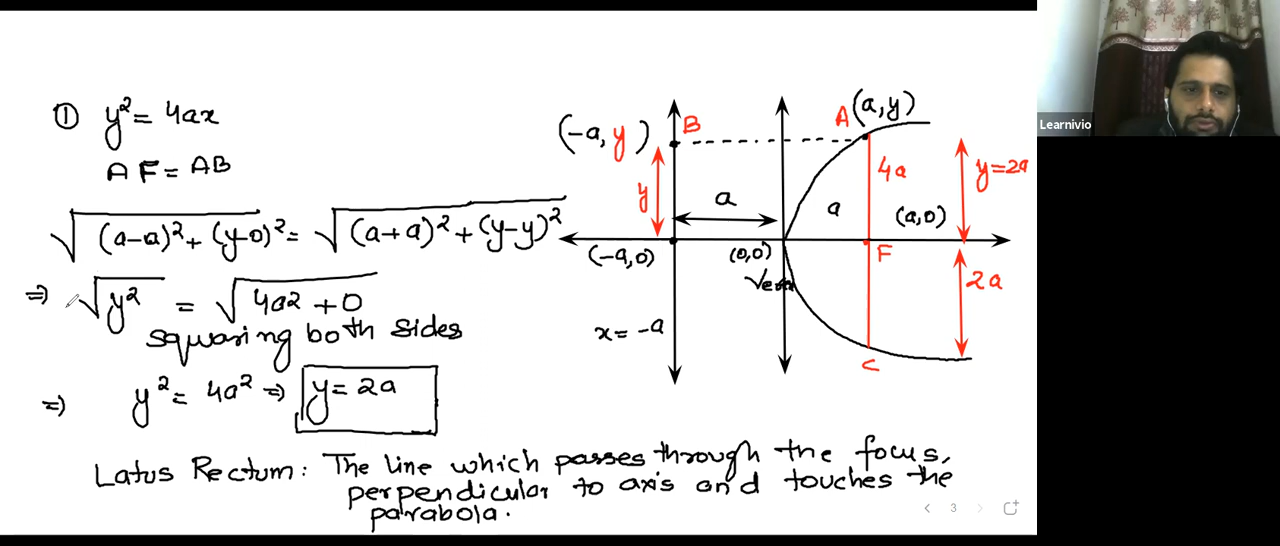 ① y² = 4ax
AF = AB
√(a-a)² + (y-0)² = √(a+a)² + (y-y)²
⇒ √y² = √4a² + 0
squaring both sides
⇒ y² = 4a² ⇒ y = 2a
Latus Rectum: The line which passes through the focus,
perpendicular to axis and touches the
parabola.
(-a, y)
B
A (a, y)
y
a
4a
a
(a,0)
y=2a
(-a,0)
(0,0)
F
2a
x = -a
C
3
Learnivio